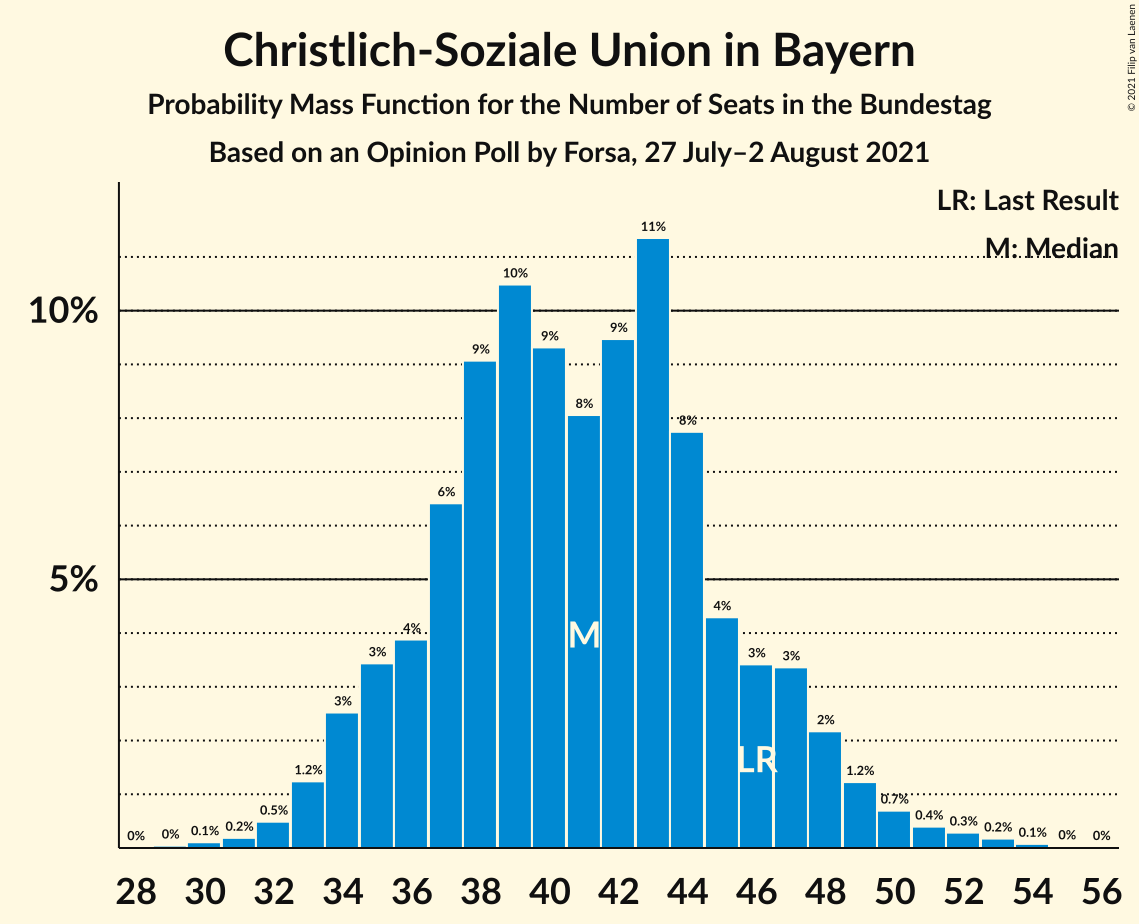 Christlich-Soziale Union in Bayern
Probability Mass Function for the Number of Seats in the Bundestag
Based on an Opinion Poll by Forsa, 27 July–2 August 2021
© 2021 Filip van Laenen
LR: Last Result
M: Median
10%
5%
0% 0% 0.1% 0.2% 0.5% 1.2% 3% 3% 4% 6% 9% 10% 9% 8% 9% 11% 8% 4% 3% 3% 2% 1.2% 0.7% 0.4% 0.3% 0.2% 0.1% 0% 0%
M
LR
28 30 32 34 36 38 40 42 44 46 48 50 52 54 56